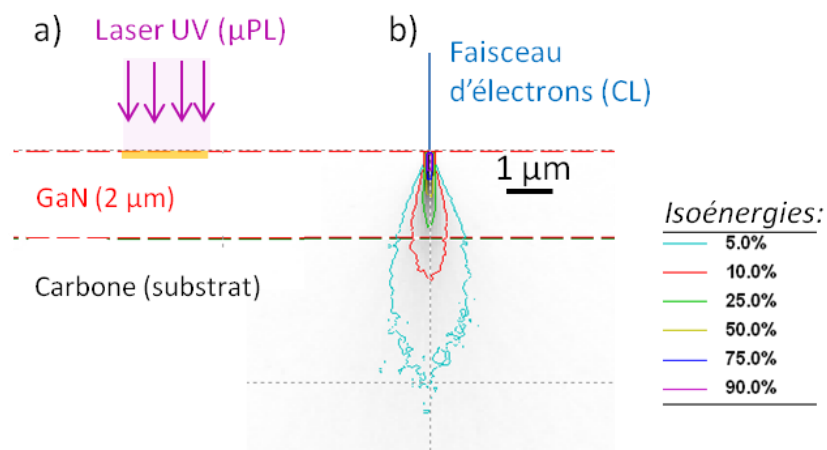 a)
Laser UV (µPL)
b)
Faisceau
d'électrons (CL)
1 µm
GaN (2 µm)
Carbone (substrat)
Isoénergies:
5.0%
10.0%
25.0%
50.0%
75.0%
90.0%